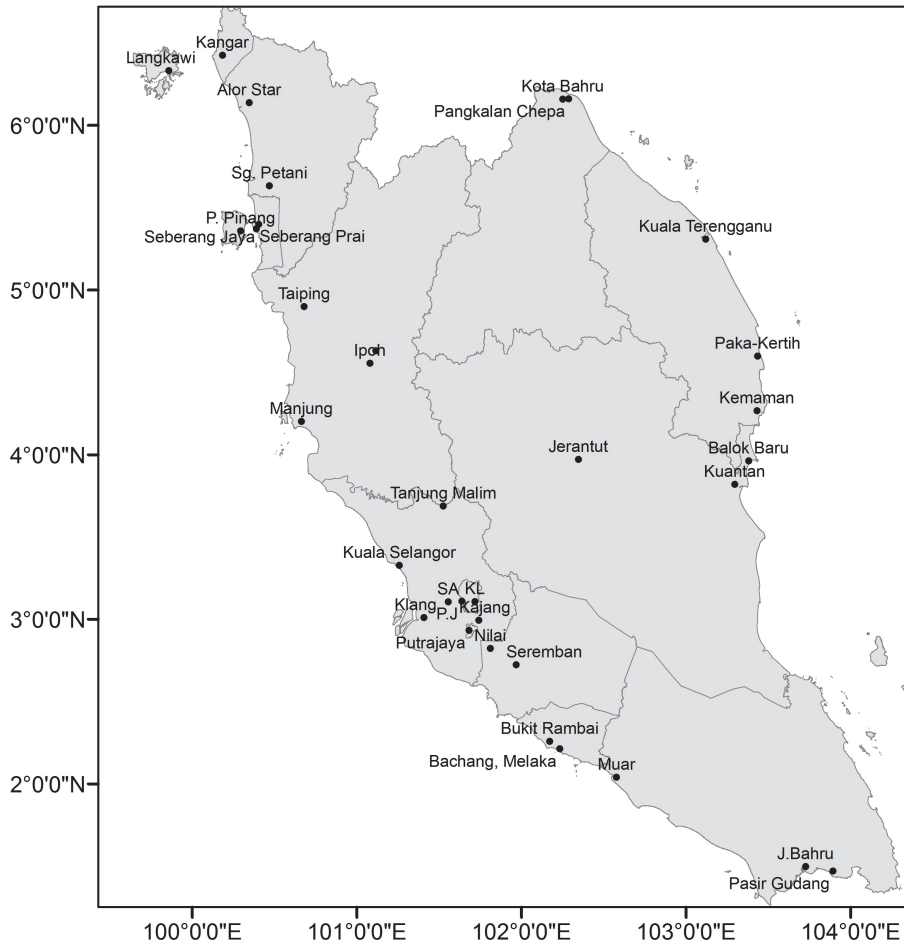 Kangar
Langkawi
Alor Star
Kota Bahru
Pangkalan Chepa
6°0'0"N
Sg. Petani
P. Pinang
Seberang Jaya Seberang Prai
Kuala Terengganu
5°0'0"N
Taiping
Paka-Kertih
Ipoh
Kemaman
Manjung
Jerantut
Balok Baru
4°0'0"N
Kuantan
Tanjung Malim
Kuala Selangor
SA KL
Klang P.J Kajang
3°0'0"N
Putrajaya Nilai
Seremban
Bukit Rambai
Bachang, Melaka
Muar
2°0'0"N
J.Bahru
Pasir Gudang
100°0'0"E 101°0'0"E 102°0'0"E 103°0'0"E 104°0'0"E